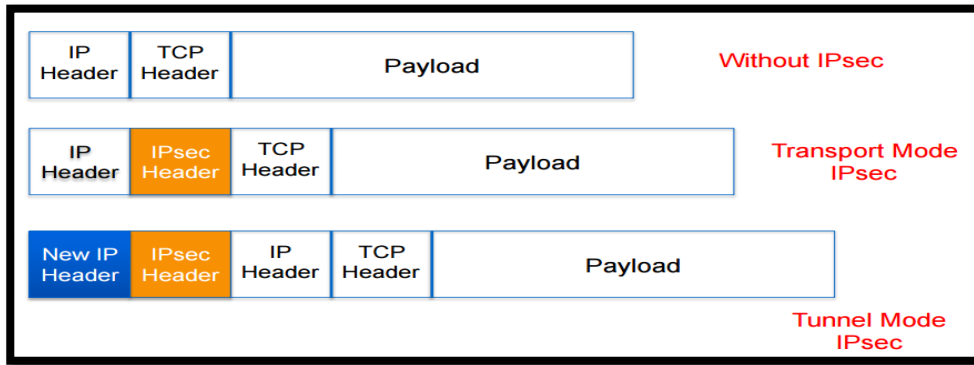 IP TCP
Header Header Payload Without IPsec
IP IPsec TCP
Header Header Header Payload Transport Mode
IPsec
New IP IPsec IP TCP
Header Header Header Header Payload
Tunnel Mode
IPsec